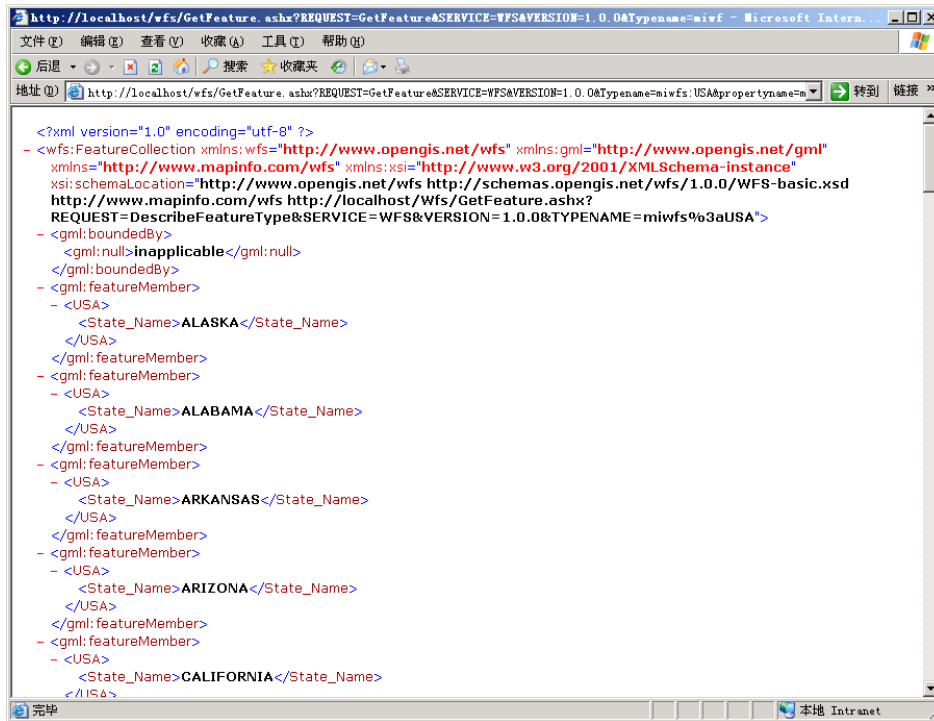 http://localhost/wfs/GetFeature.ashx?REQUEST=GetFeature&SERVICE=WFS&VERSION=1.0.0&Typename=miwf - Microsoft Intern...
文件(F) 编辑(E) 查看(V) 收藏(A) 工具(T) 帮助(H)
后退 搜索 收藏夹
地址(D) http://localhost/wfs/GetFeature.ashx?REQUEST=GetFeature&SERVICE=WFS&VERSION=1.0.0&Typename=miwfs:USA&propertyname=m 转到 链接 »
<?xml version="1.0" encoding="utf-8" ?>
- <wfs:FeatureCollection xmlns:wfs="http://www.opengis.net/wfs" xmlns:gml="http://www.opengis.net/gml"
xmlns="http://www.mapinfo.com/wfs" xmlns:xsi="http://www.w3.org/2001/XMLSchema-instance"
xsi:schemaLocation="http://www.opengis.net/wfs http://schemas.opengis.net/wfs/1.0.0/WFS-basic.xsd
http://www.mapinfo.com/wfs http://localhost/Wfs/GetFeature.ashx?
REQUEST=DescribeFeatureType&SERVICE=WFS&VERSION=1.0.0&TYPENAME=miwfs%3aUSA">
- <gml:boundedBy>
<gml:null>inapplicable</gml:null>
</gml:boundedBy>
- <gml:featureMember>
- <USA>
<State_Name>ALASKA</State_Name>
</USA>
</gml:featureMember>
- <gml:featureMember>
- <USA>
<State_Name>ALABAMA</State_Name>
</USA>
</gml:featureMember>
- <gml:featureMember>
- <USA>
<State_Name>ARKANSAS</State_Name>
</USA>
</gml:featureMember>
- <gml:featureMember>
- <USA>
<State_Name>ARIZONA</State_Name>
</USA>
</gml:featureMember>
- <gml:featureMember>
- <USA>
<State_Name>CALIFORNIA</State_Name>
</USA>
完毕 本地 Intranet